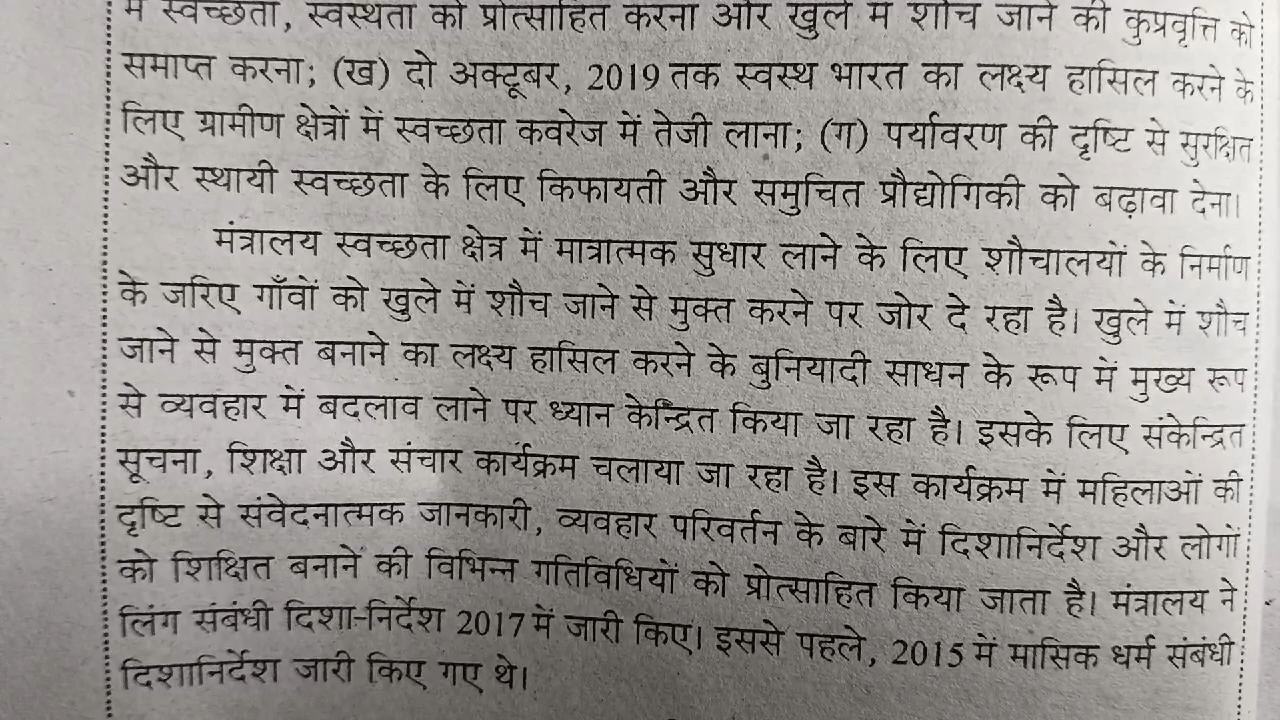 में स्वच्छता, स्वस्थता को प्रोत्साहित करना और खुले में शौच जाने की कुप्रवृत्ति को
समाप्त करना; (ख) दो अक्टूबर, 2019 तक स्वस्थ भारत का लक्ष्य हासिल करने के
लिए ग्रामीण क्षेत्रों में स्वच्छता कवरेज में तेजी लाना; (ग) पर्यावरण की दृष्टि से सुरक्षित
और स्थायी स्वच्छता के लिए किफायती और समुचित प्रौद्योगिकी को बढ़ावा देना।
मंत्रालय स्वच्छता क्षेत्र में मात्रात्मक सुधार लाने के लिए शौचालयों के निर्माण
के जरिए गाँवों को खुले में शौच जाने से मुक्त करने पर जोर दे रहा है। खुले में शौच
जाने से मुक्त बनाने का लक्ष्य हासिल करने के बुनियादी साधन के रूप में मुख्य रूप
से व्यवहार में बदलाव लाने पर ध्यान केन्द्रित किया जा रहा है। इसके लिए संकेन्द्रित
सूचना, शिक्षा और संचार कार्यक्रम चलाया जा रहा है। इस कार्यक्रम में महिलाओं की
दृष्टि से संवेदनात्मक जानकारी, व्यवहार परिवर्तन के बारे में दिशानिर्देश और लोगों
को शिक्षित बनाने की विभिन्न गतिविधियों को प्रोत्साहित किया जाता है। मंत्रालय ने
लिंग संबंधी दिशा-निर्देश 2017 में जारी किए। इससे पहले, 2015 में मासिक धर्म संबंधी
दिशानिर्देश जारी किए गए थे।